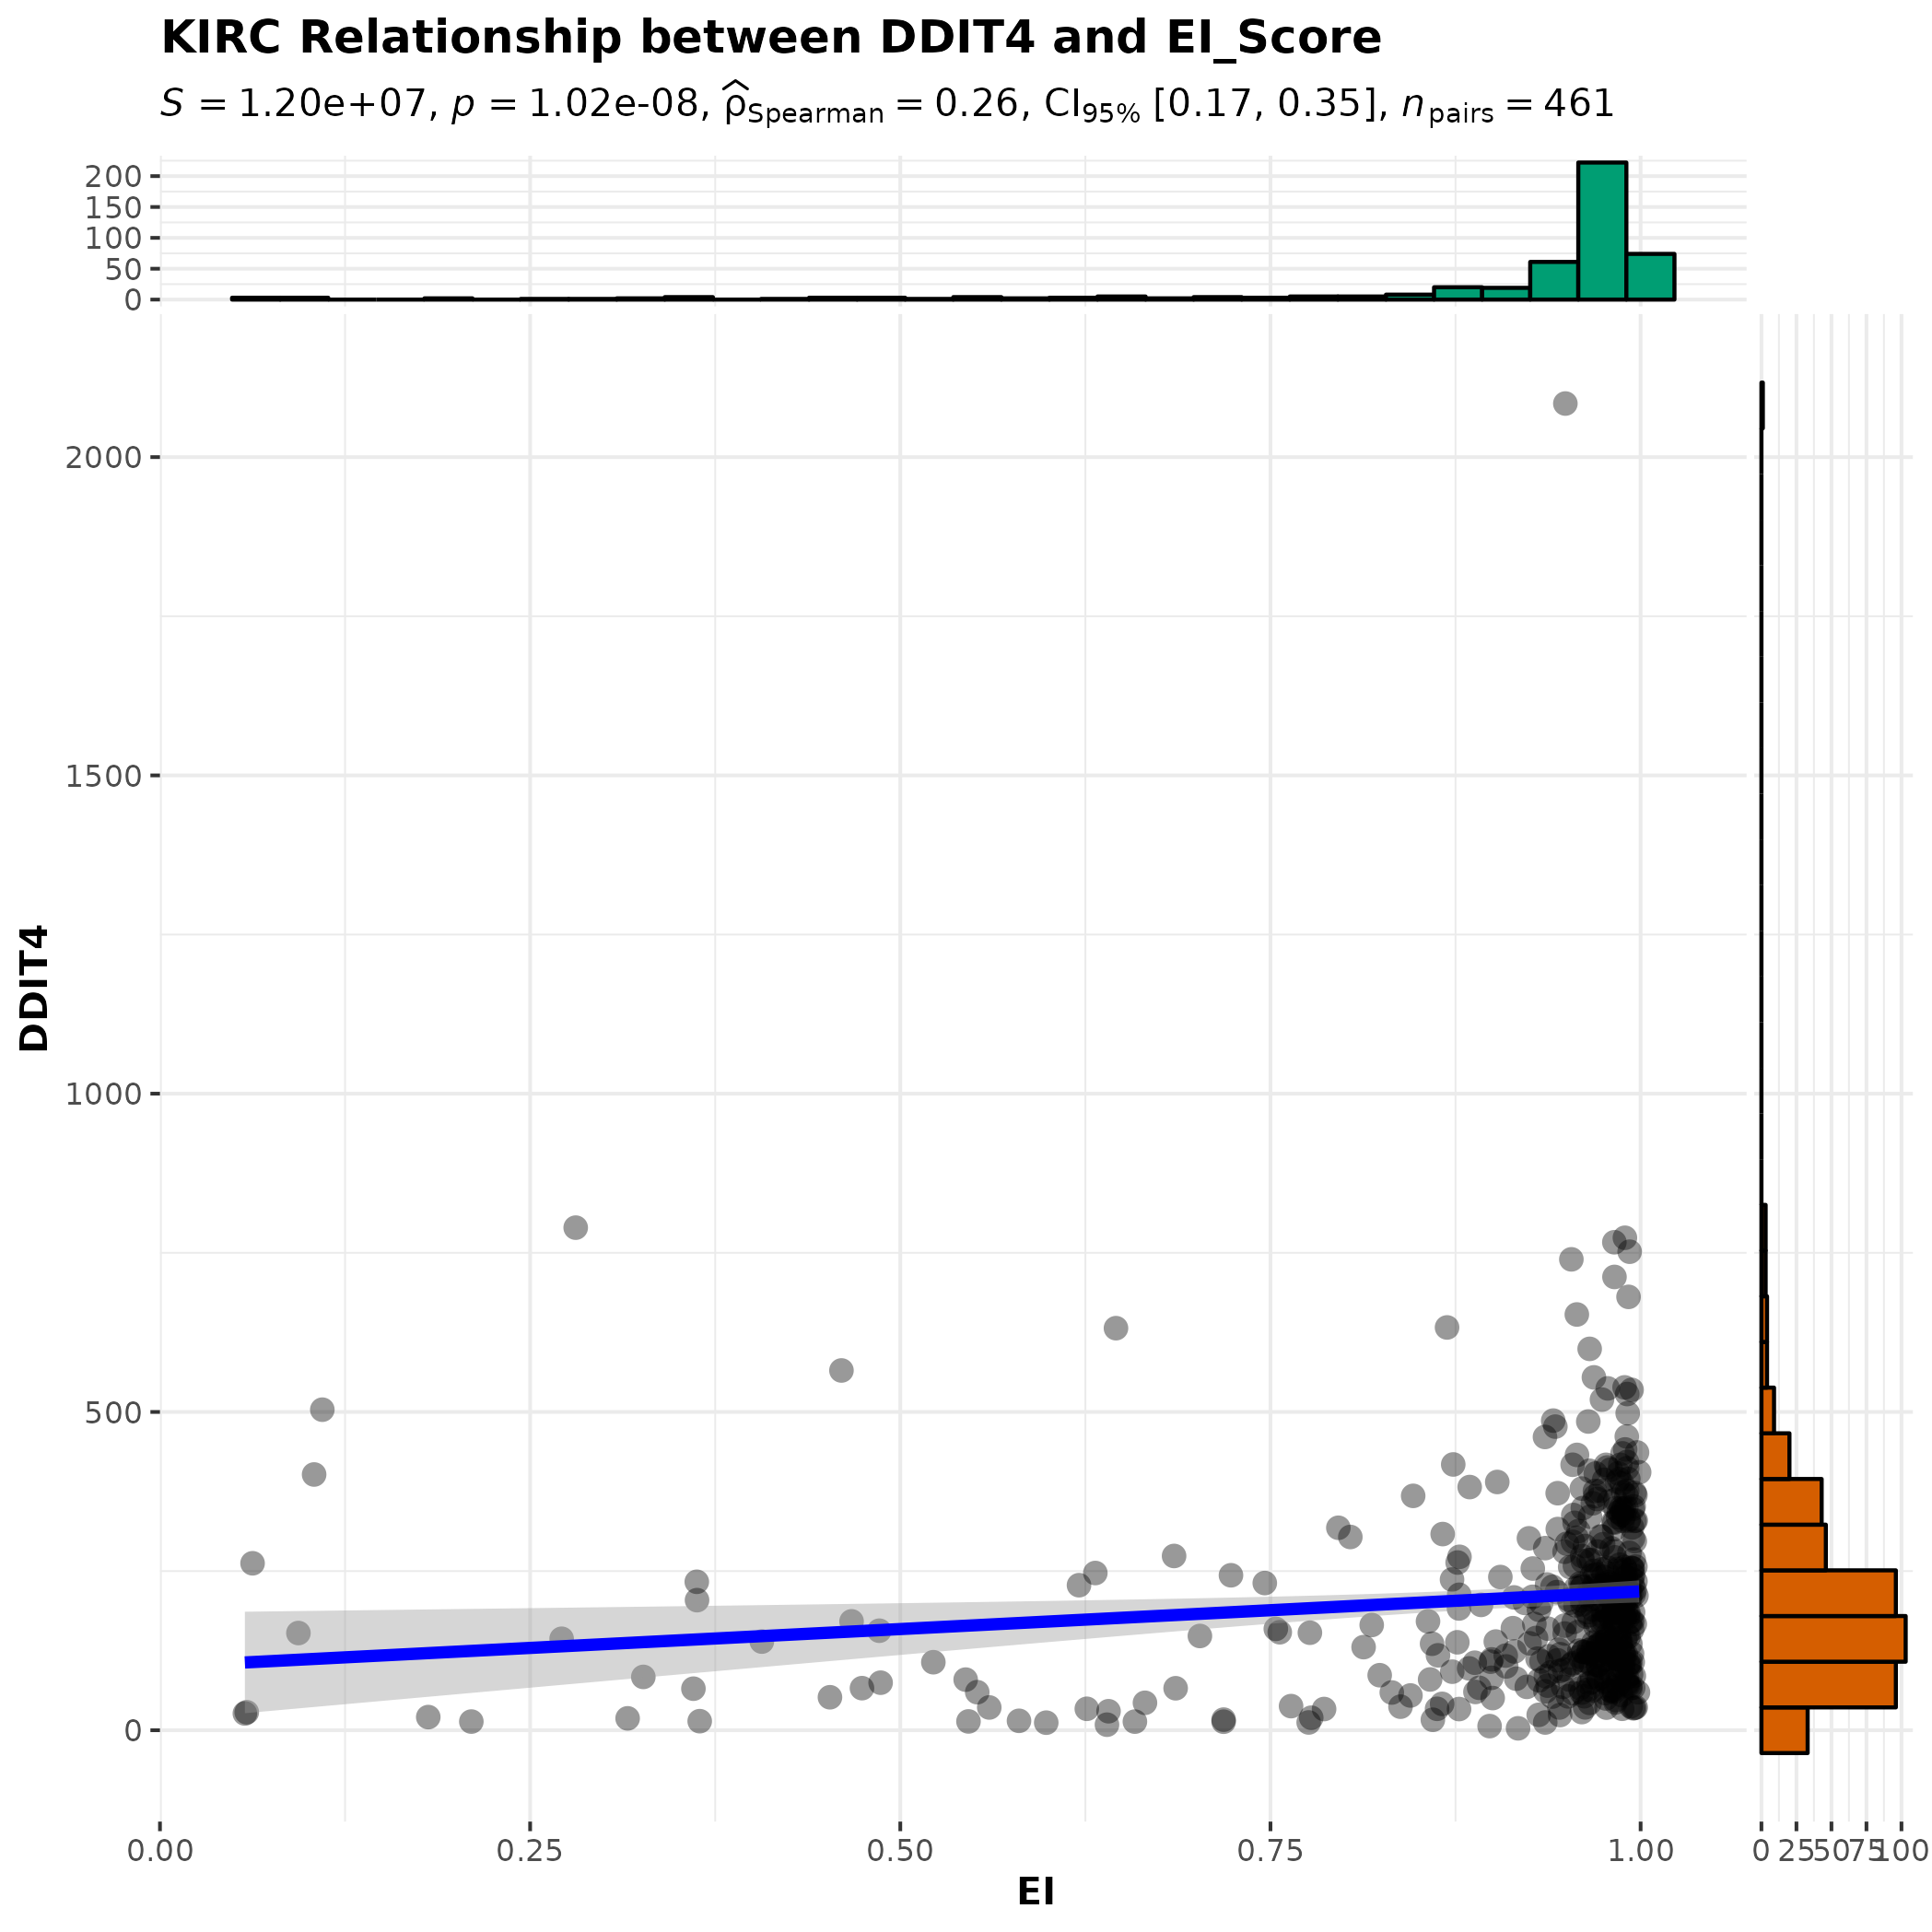 KIRC Relationship between DDIT4 and EI_Score
S = 1.20e+07, p = 1.02e-08, ρ̂Spearman = 0.26, CI95% [0.17, 0.35], npairs = 461
200
150
100
50
0
2000
1500
1000
500
0
DDIT4
0.00 0.25 0.50 0.75 1.00
0 25 50 75 100
EI